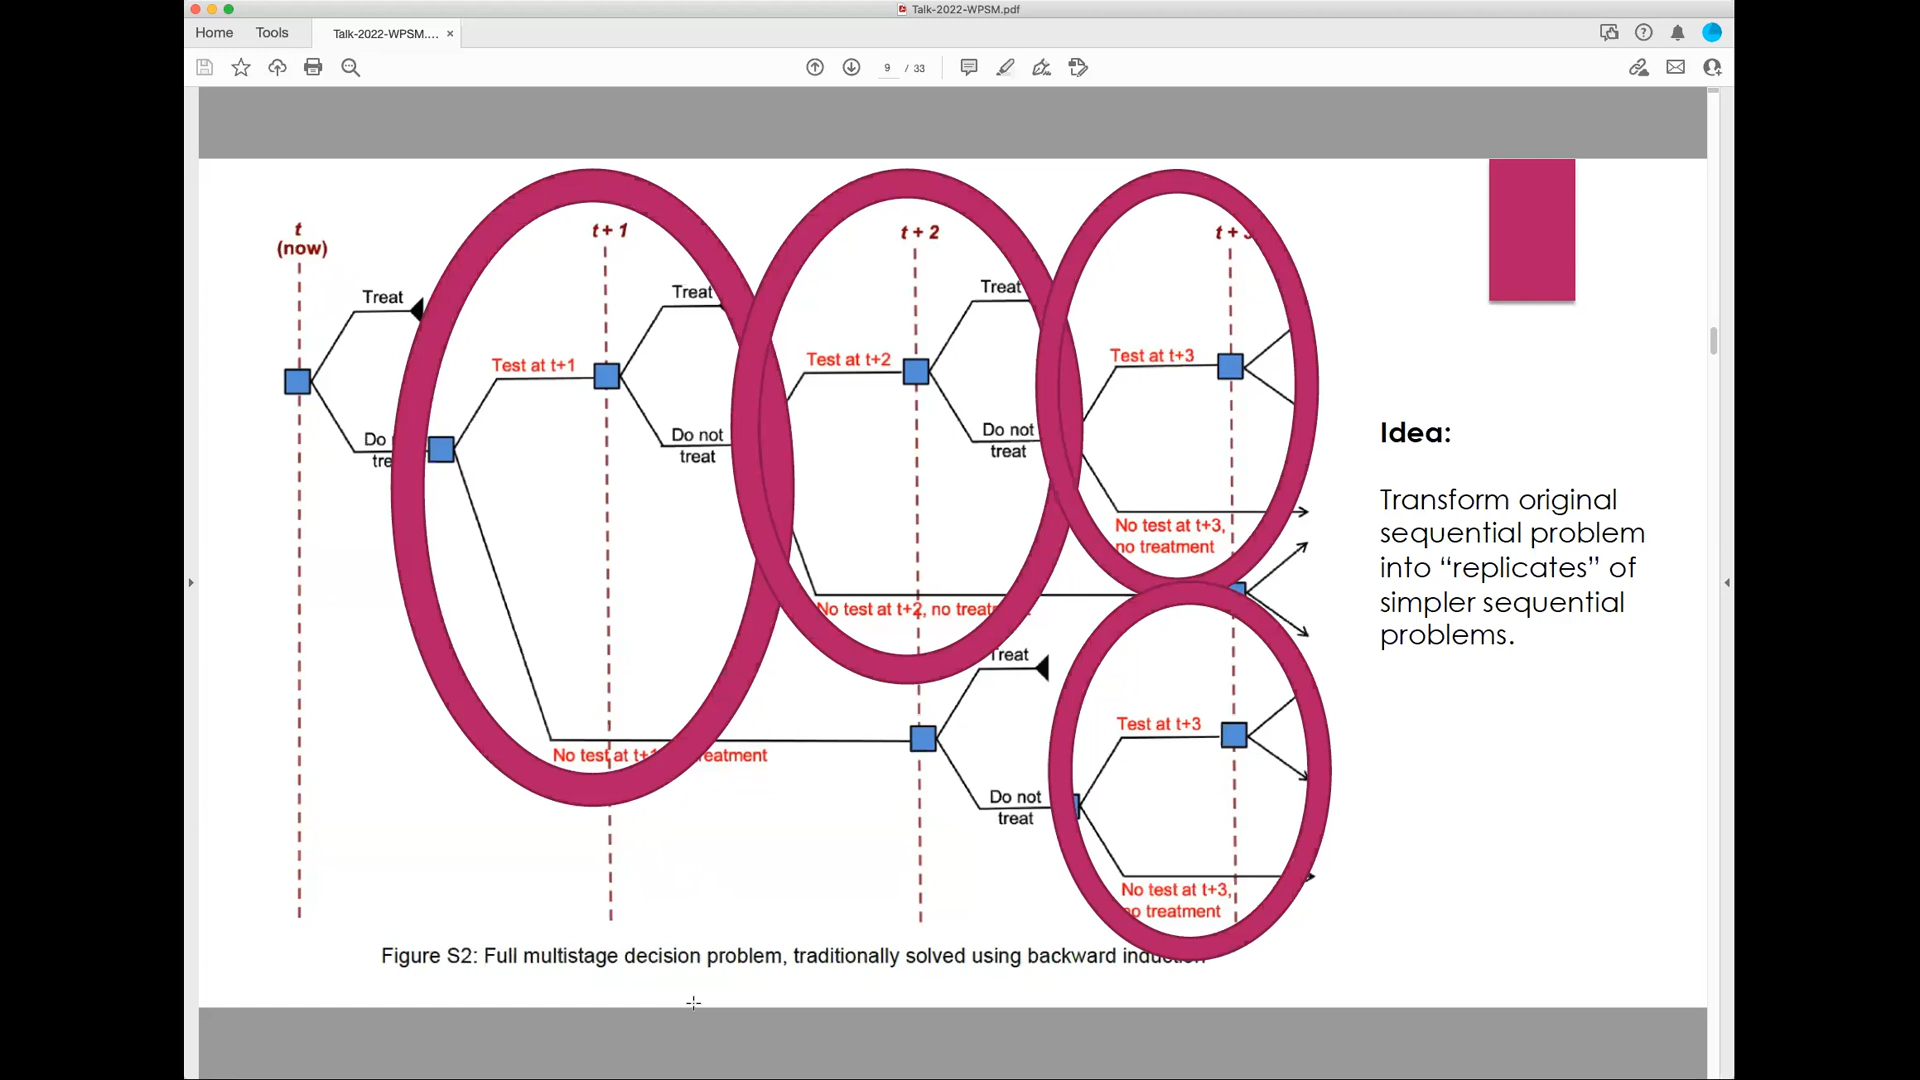 Talk-2022-WPSM.pdf
Home
Tools
Talk-2022-WPSM....
9 / 33
t
(now)
t + 1
t + 2
t +
Treat
Treat
Treat
Test at t+1
Test at t+2
Test at t+3
Do
Do not
treat
Do not
treat
No test at t+3,
no treatment
No test at t+2, no
Treat
Test at t+3
No test at
Do not
treat
No test at t+3,
no treatment
Idea:
Transform original
sequential problem
into “replicates” of
simpler sequential
problems.
Figure S2: Full multistage decision problem, traditionally solved using backward induction